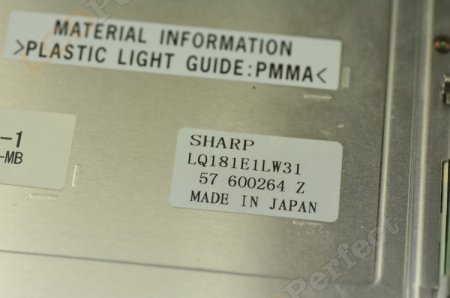 MATERIAL INFORMATION
>PLASTIC LIGHT GUIDE:PMMA<
-1
-MB
SHARP
LQ181E1LW31
57 600264 Z
MADE IN JAPAN
Perfect